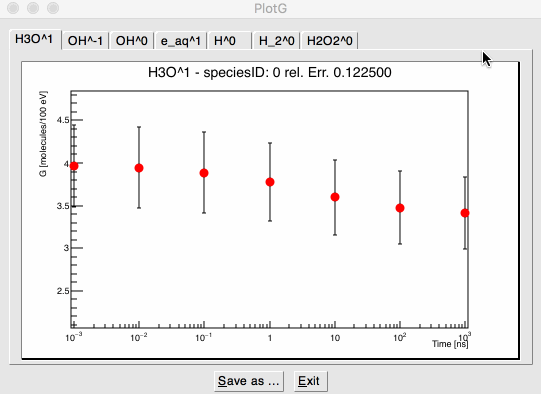 PlotG
H3O^1 OH^-1 OH^0 e_aq^1 H^0 H_2^0 H2O2^0
H3O^1 - speciesID: 0 rel. Err. 0.122500
G [molecules/100 eV]
4.5
4
3.5
3
2.5
10⁻³ 10⁻² 10⁻¹ 1 10 10² 10³
Time [ns]
Save as ... Exit